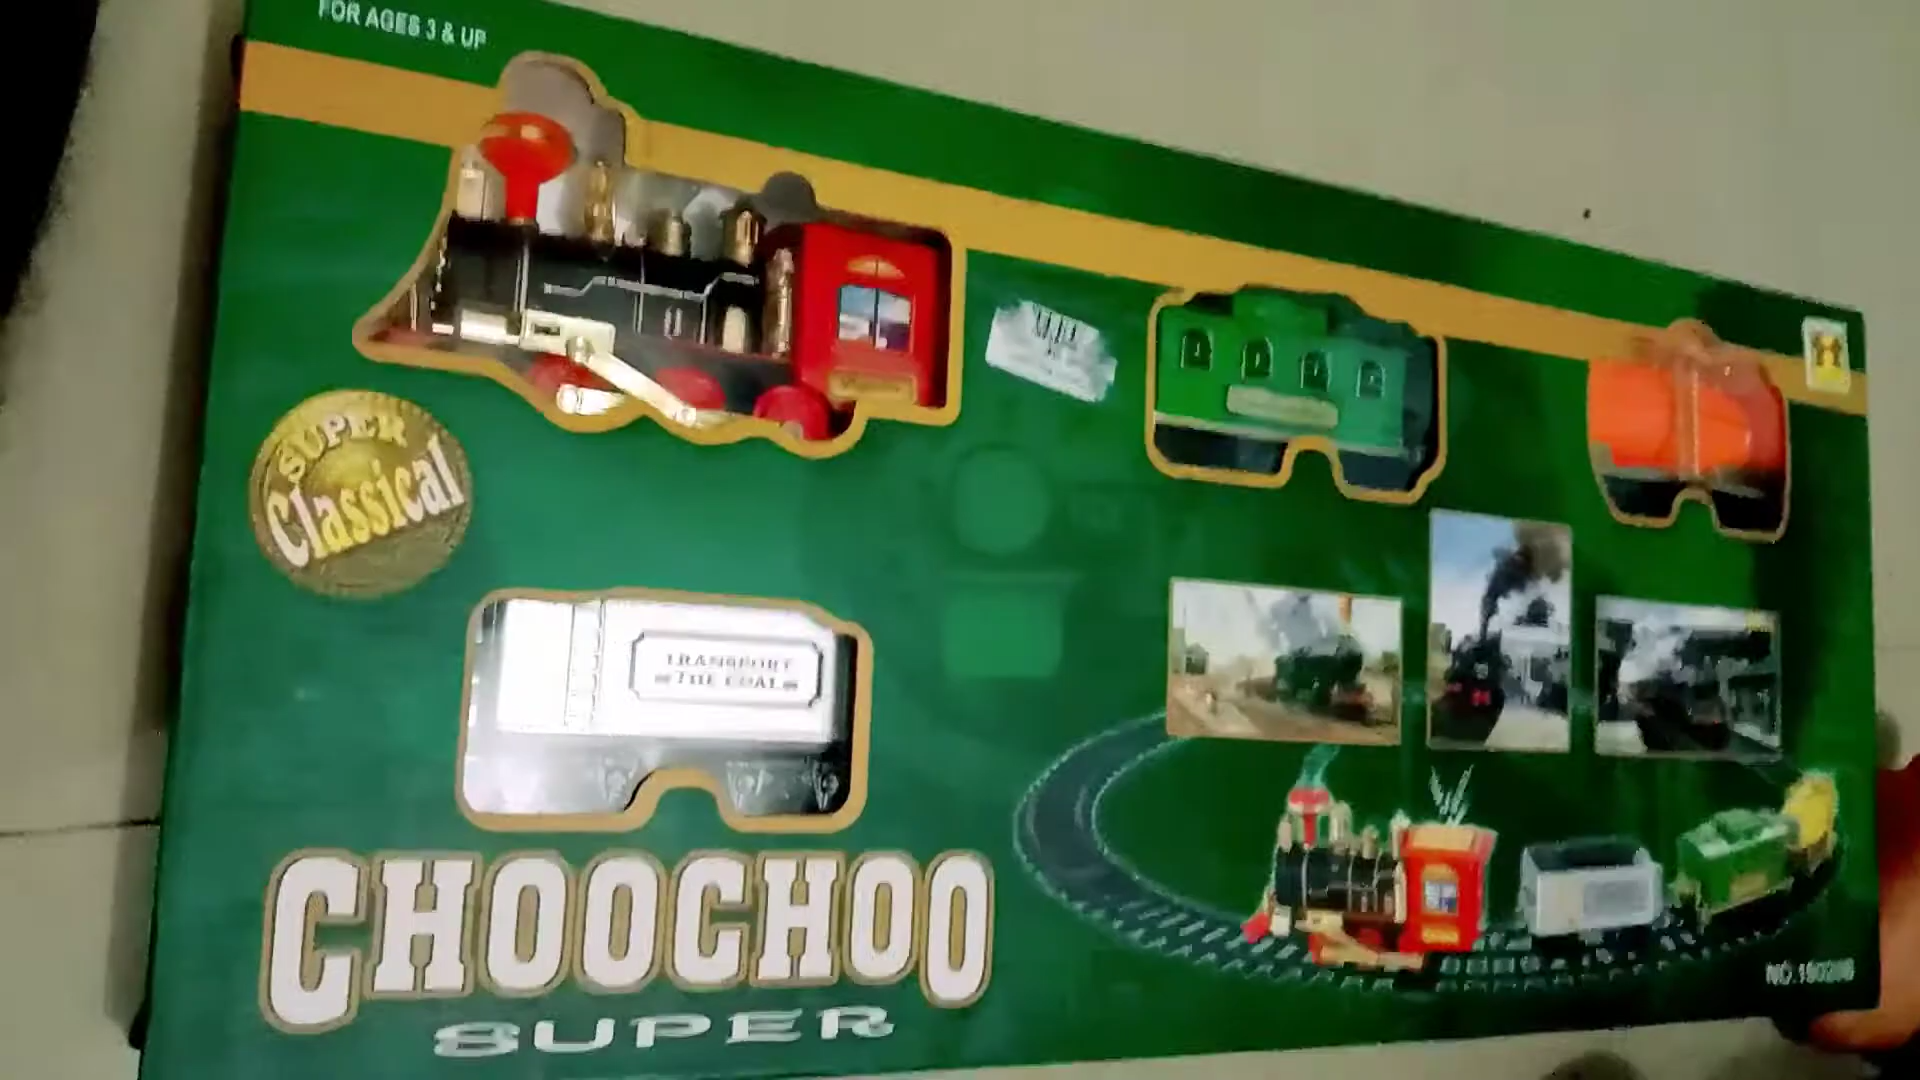 FOR AGES 3 & UP
SUPER
Classical
TRANSPORT
THE COAL
CHOOCHOO
SUPER